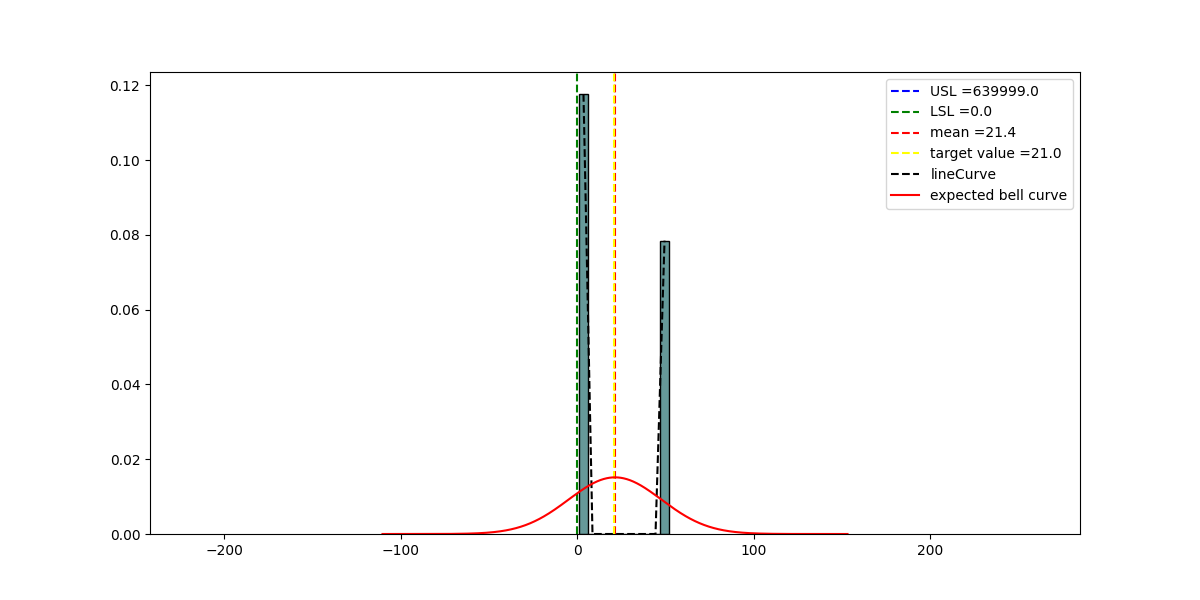 0.12
0.10
0.08
0.06
0.04
0.02
0.00
−200
−100
0
100
200
USL =639999.0
LSL =0.0
mean =21.4
target value =21.0
lineCurve
expected bell curve